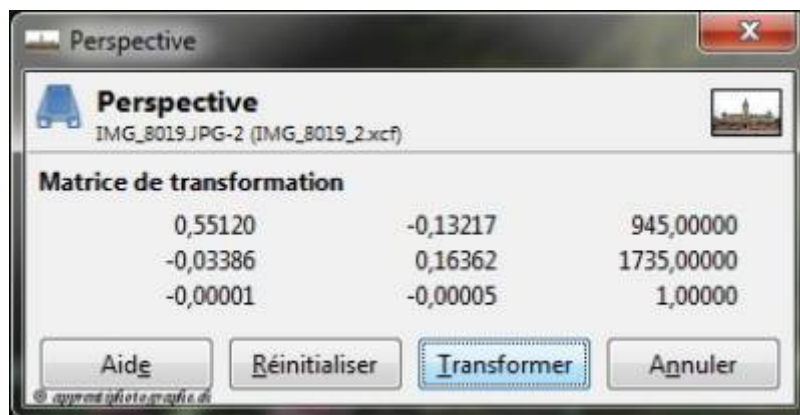 Perspective
Perspective
IMG_8019.JPG-2 (IMG_8019_2.xcf)
Matrice de transformation
0,55120 -0,13217 945,00000
-0,03386 0,16362 1735,00000
-0,00001 -0,00005 1,00000
Aide Réinitialiser Transformer Annuler